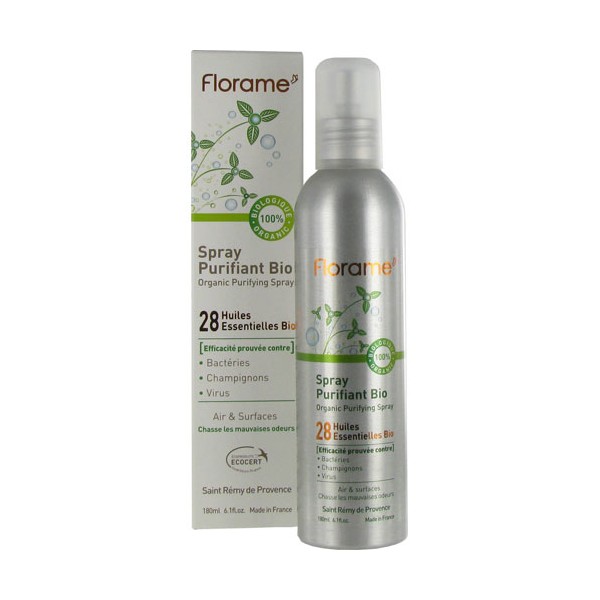 Florame
BIOLOGIQUE
100%
ORGANIC
Spray
Purifiant Bio
Organic Purifying Spray
28 Huiles
Essentielles Bio
[Efficacité prouvée contre]
• Bactéries
• Champignons
• Virus
Air & Surfaces
Chasse les mauvaises odeurs
ECOCERT
Saint Rémy de Provence
180ml 6.1fl.oz. Made in France
Florame
BIOLOGIQUE
100%
ORGANIC
Spray
Purifiant Bio
Organic Purifying Spray
28 Huiles
Essentielles Bio
[Efficacité prouvée contre]
• Bactéries
• Champignons
• Virus
Air & surfaces
Chasse les mauvaises odeurs
Saint Rémy de Provence
180ml 6.1fl.oz. Made in France